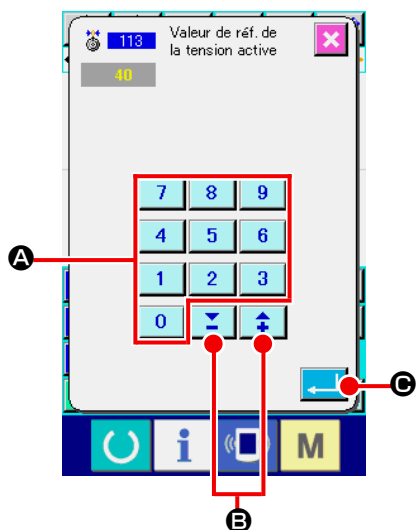 113 Valeur de réf. de
la tension active
40
7 8 9
4 5 6
A
1 2 3
0
C
i M
B